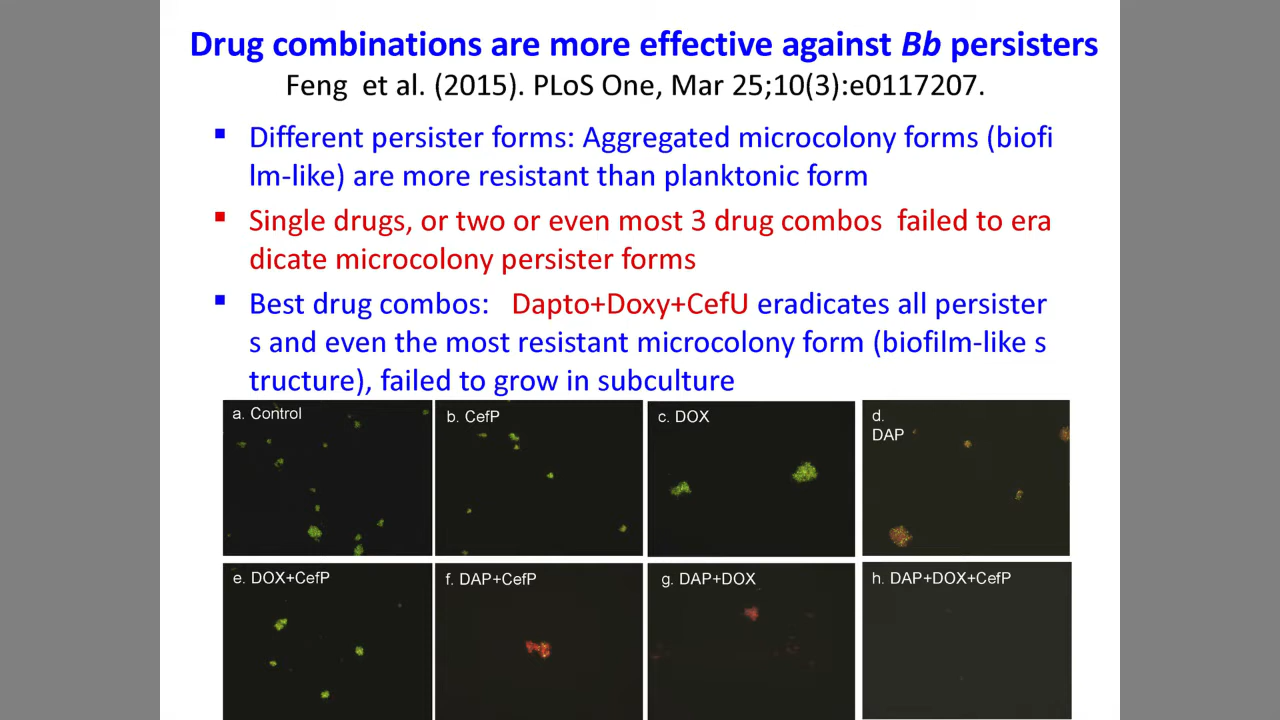 Drug combinations are more effective against Bb persisters
Feng et al. (2015). PLoS One, Mar 25;10(3):e0117207.
▪ Different persister forms: Aggregated microcolony forms (biofi
lm-like) are more resistant than planktonic form
▪ Single drugs, or two or even most 3 drug combos failed to era
dicate microcolony persister forms
▪ Best drug combos: Dapto+Doxy+CefU eradicates all persister
s and even the most resistant microcolony form (biofilm-like s
tructure), failed to grow in subculture
a. Control
b. CefP
c. DOX
d.
DAP
e. DOX+CefP
f. DAP+CefP
g. DAP+DOX
h. DAP+DOX+CefP